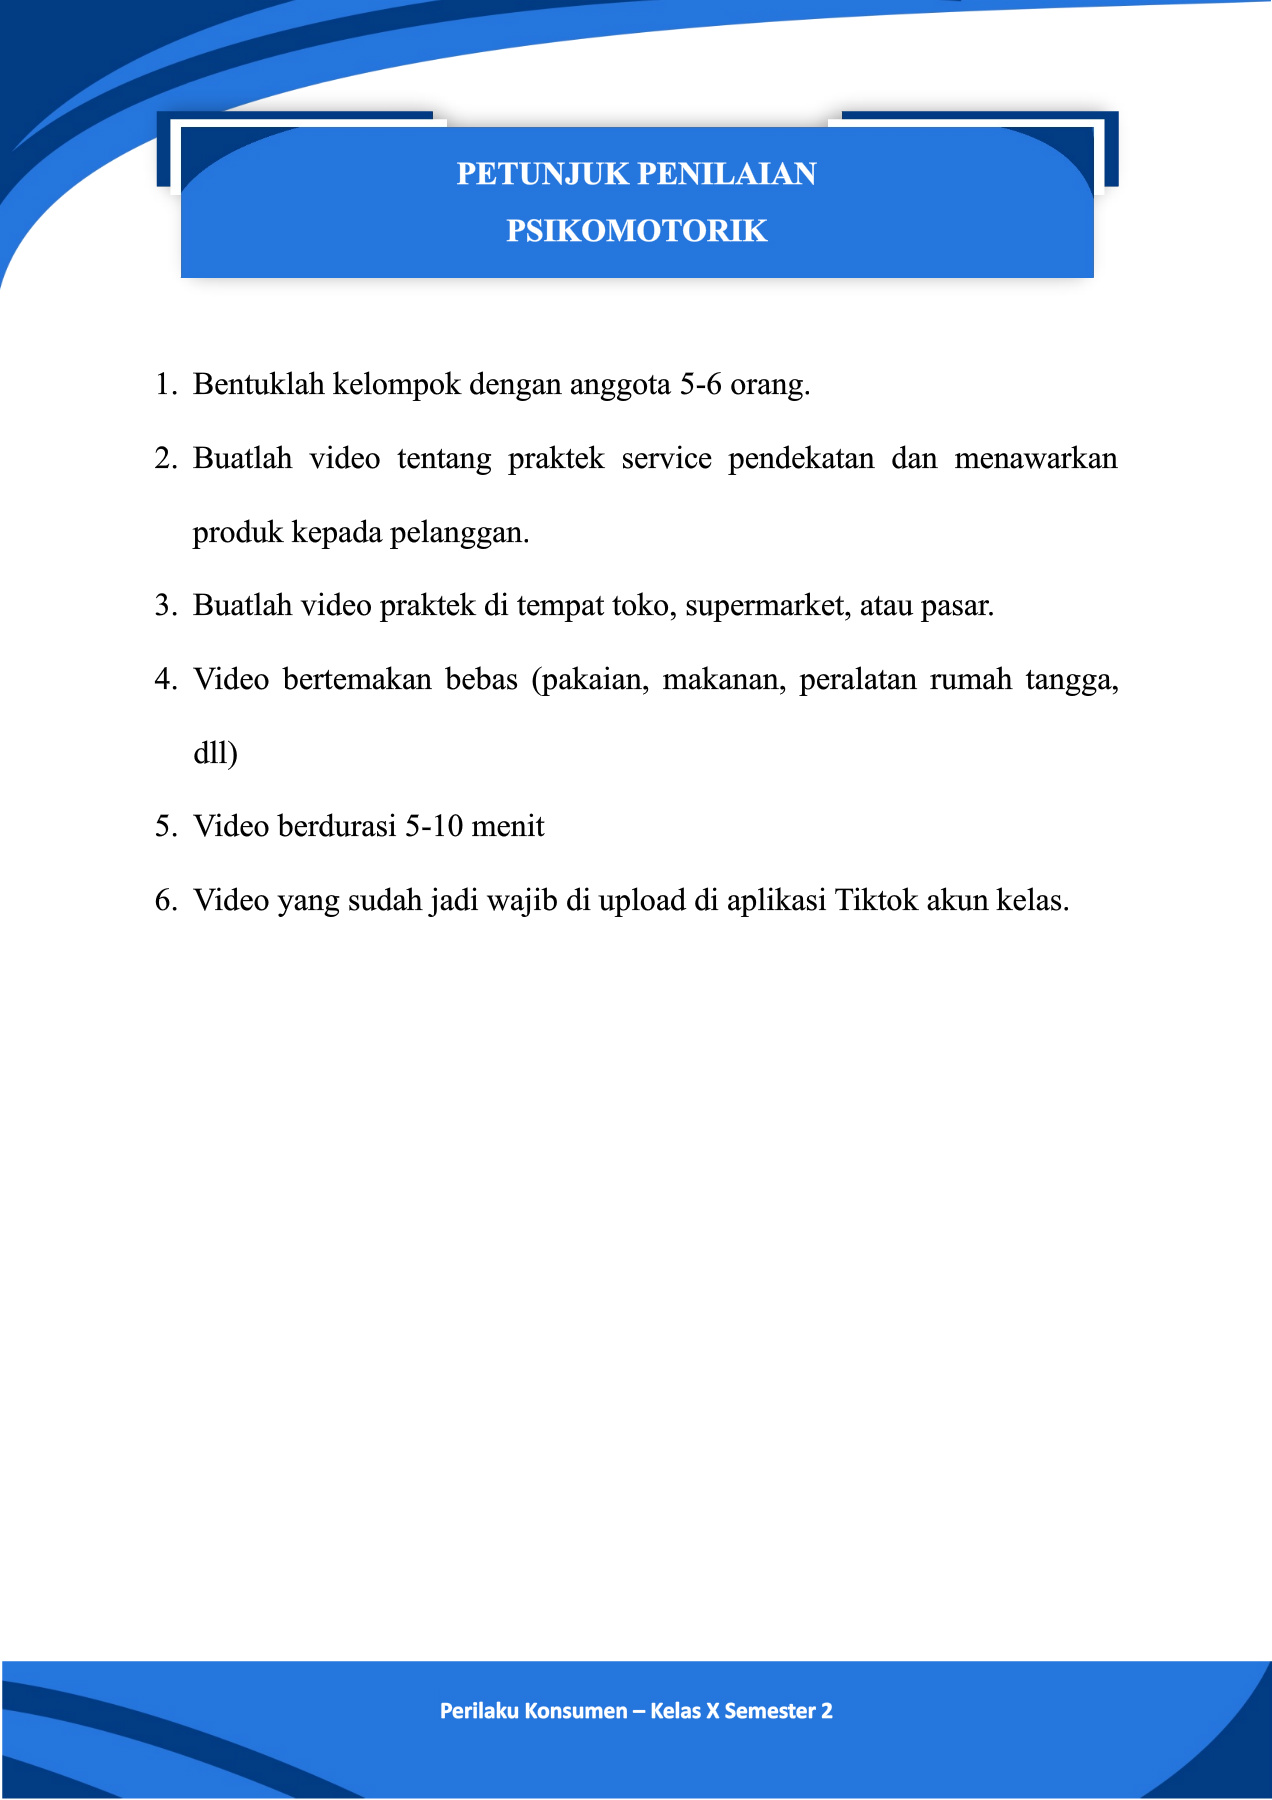 PETUNJUK PENILAIAN
PSIKOMOTORIK
1. Bentuklah kelompok dengan anggota 5-6 orang.
2. Buatlah video tentang praktek service pendekatan dan menawarkan
produk kepada pelanggan.
3. Buatlah video praktek di tempat toko, supermarket, atau pasar.
4. Video bertemakan bebas (pakaian, makanan, peralatan rumah tangga,
dll)
5. Video berdurasi 5-10 menit
6. Video yang sudah jadi wajib di upload di aplikasi Tiktok akun kelas.
Perilaku Konsumen – Kelas X Semester 2